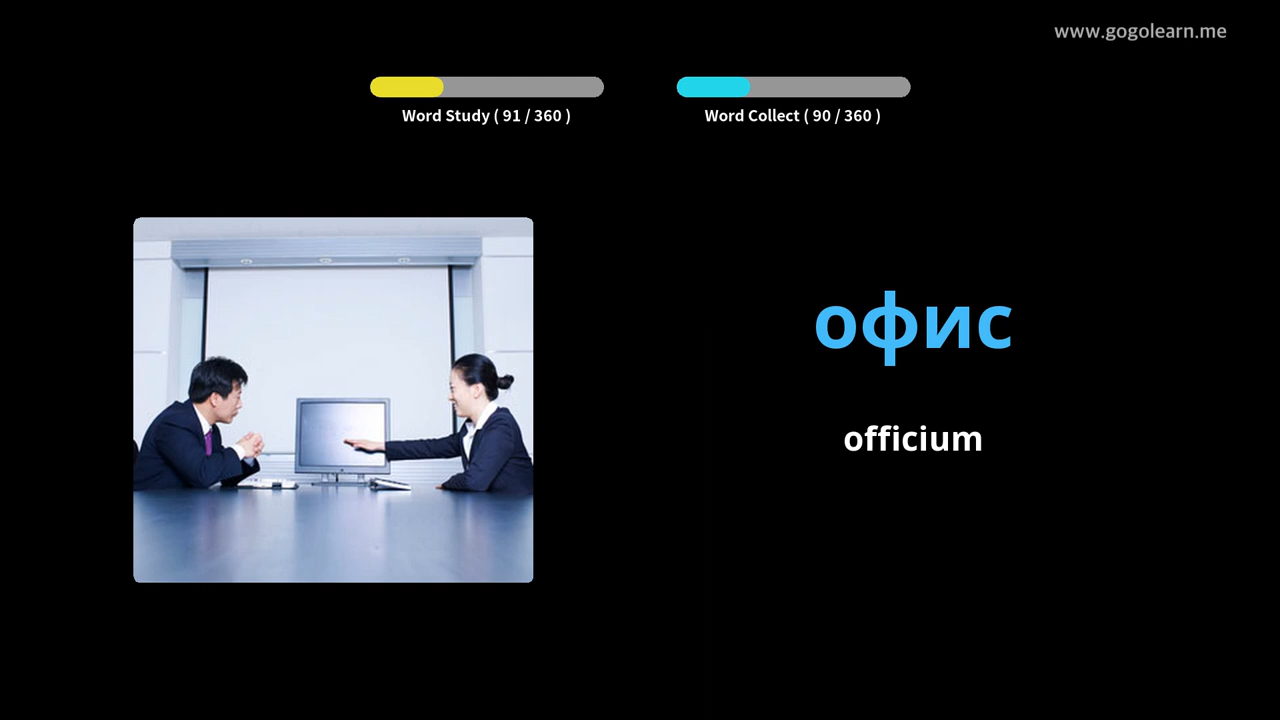 www.gogolearn.me
Word Study ( 91 / 360 )
Word Collect ( 90 / 360 )
офис
officium